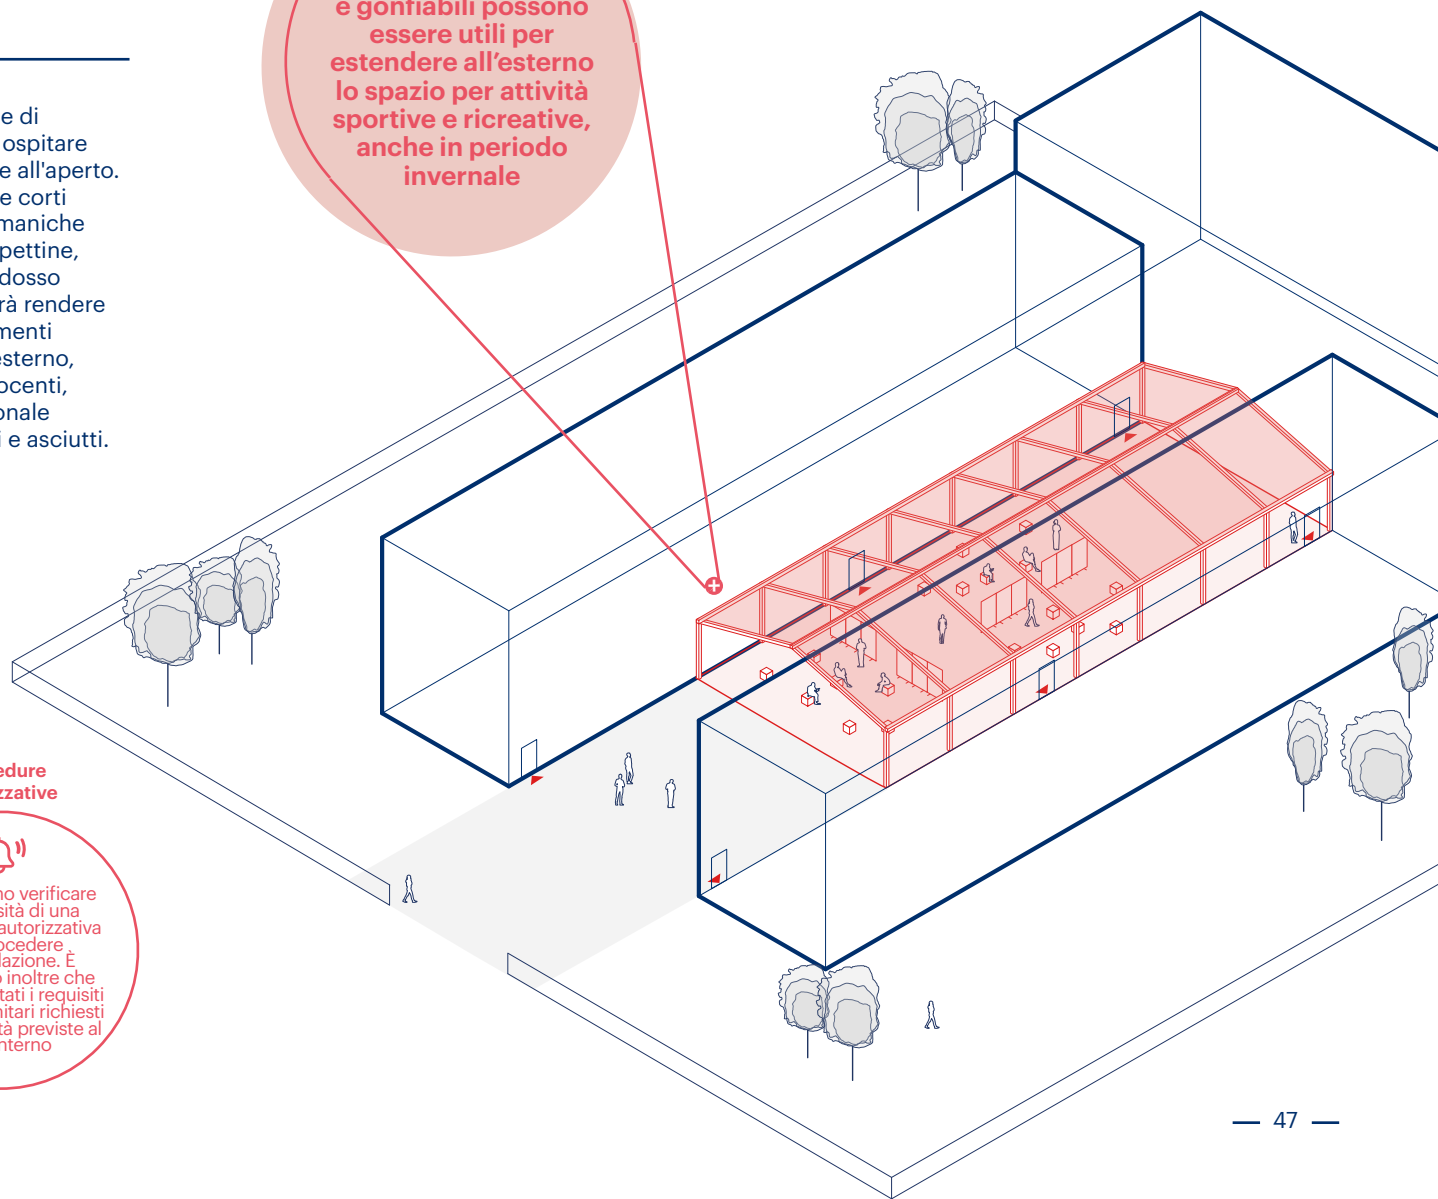 e gonfiabili possono
essere utili per
estendere all’esterno
lo spazio per attività
sportive e ricreative,
anche in periodo
invernale
e di
ospitare
e all'aperto.
e corti
maniche
pettine,
dosso
rà rendere
menti
esterno,
ocenti,
onale
i e asciutti.
edure
zzative
no verificare
sità di una
autorizzativa
ocedere
lazione. È
o inoltre che
tati i requisiti
nitari richiesti
tà previste al
nterno
— 47 —